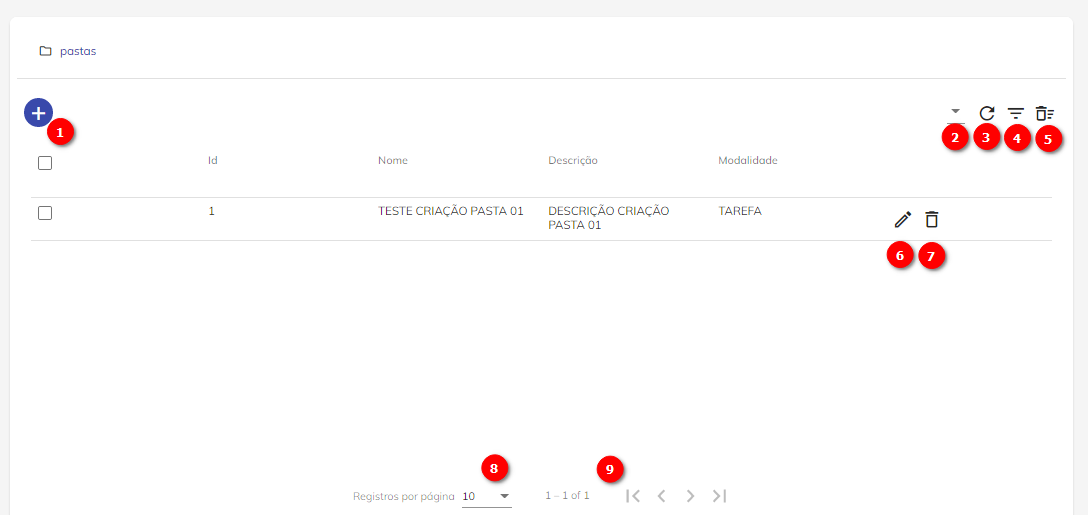 pastas
1
2
3
4
5
Id
Nome
Descrição
Modalidade
1
TESTE CRIAÇÃO PASTA 01
DESCRIÇÃO CRIAÇÃO
PASTA 01
TAREFA
6
7
8
9
Registros por página
10
1 – 1 of 1